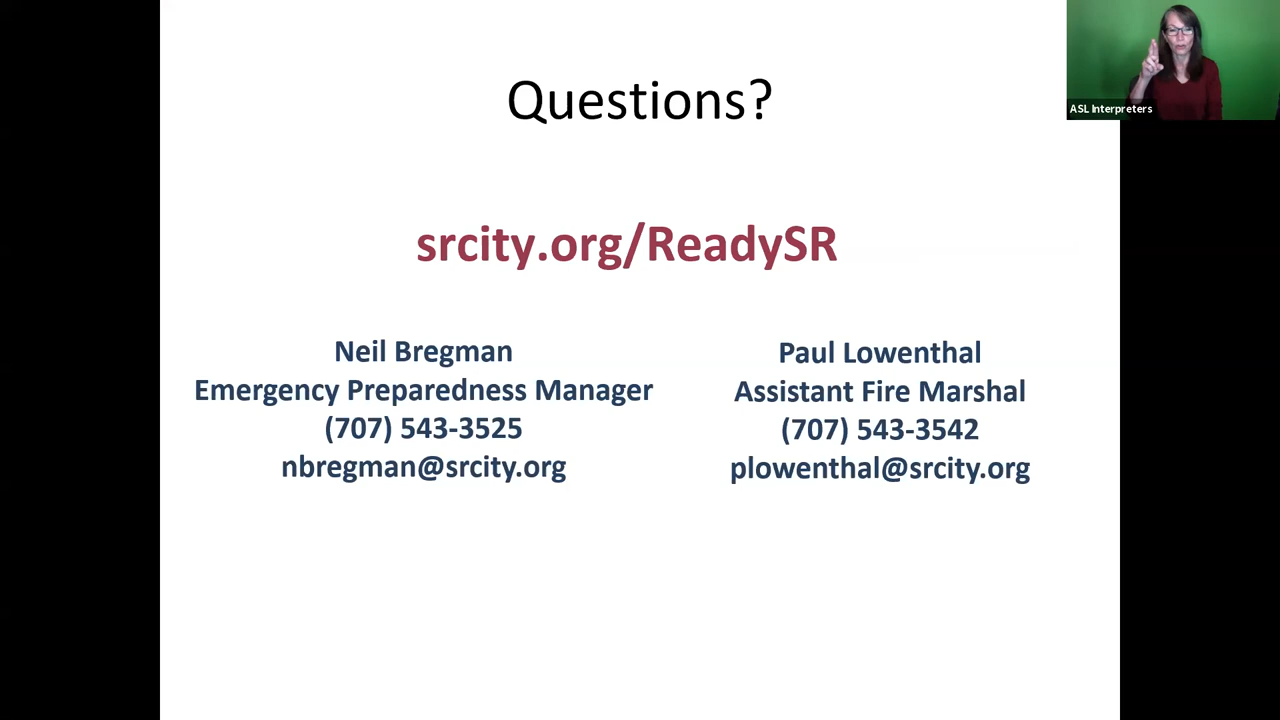 Questions?
ASL Interpreters
srcity.org/ReadySR
Neil Bregman
Emergency Preparedness Manager
(707) 543-3525
nbregman@srcity.org
Paul Lowenthal
Assistant Fire Marshal
(707) 543-3542
plowenthal@srcity.org